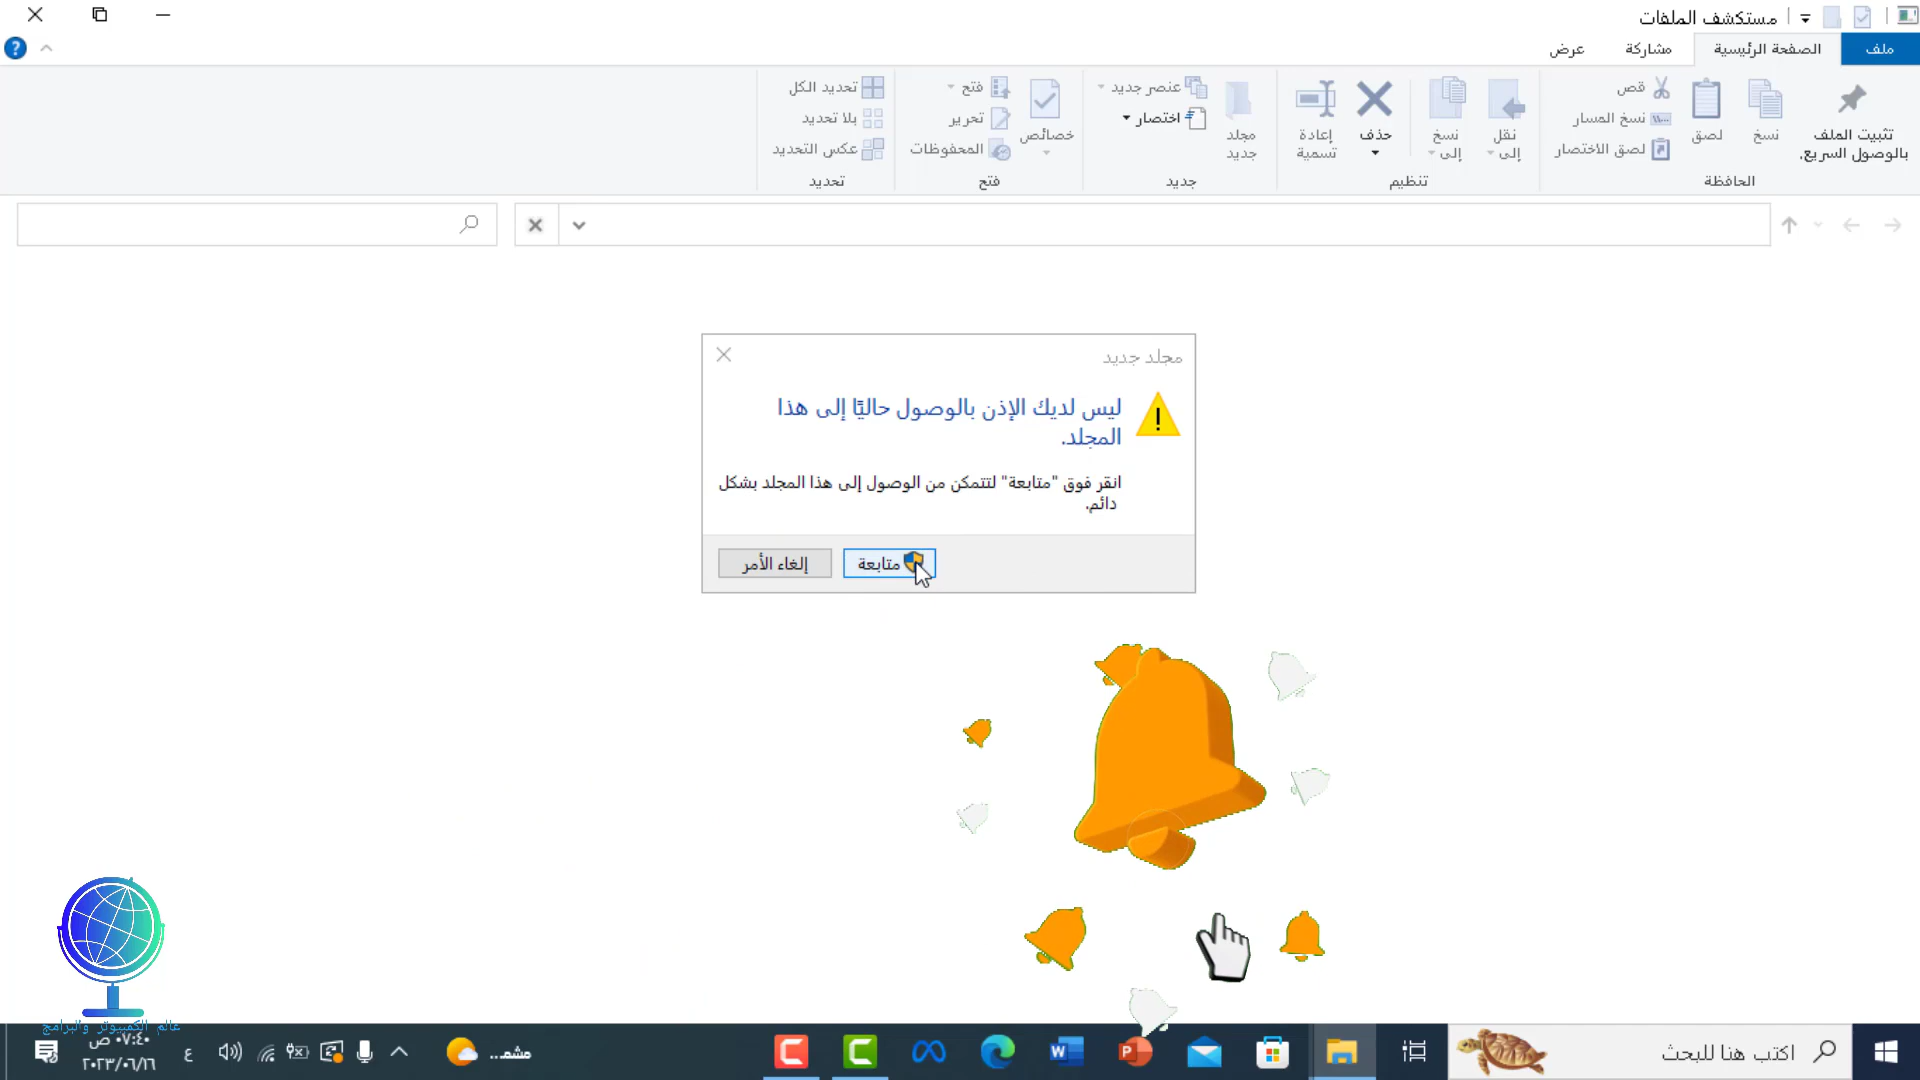 مستكشف الملفات
ملف
الصفحة الرئيسية
مشاركة
عرض
تثبيت الملف
بالوصول السريع.
نسخ
لصق
قص
نسخ المسار
لصق الاختصار
الحافظة
نقل
إلى
نسخ
إلى
حذف
إعادة
تسمية
تنظيم
مجلد
جديد
عنصر جديد
اختصار
جديد
خصائص
فتح
تحرير
المحفوظات
فتح
تحديد الكل
بلا تحديد
عكس التحديد
تحديد
مجلد جديد
ليس لديك الإذن بالوصول حاليًا إلى هذا
المجلد.
انقر فوق "متابعة" لتتمكن من الوصول إلى هذا المجلد بشكل
دائم.
متابعة
إلغاء الأمر
عالم الكمبيوتر والبرامج
اكتب هنا للبحث
مشم...
ع
٠٧:٤٠ ص
٢٠٢٣/٠٦/١٦